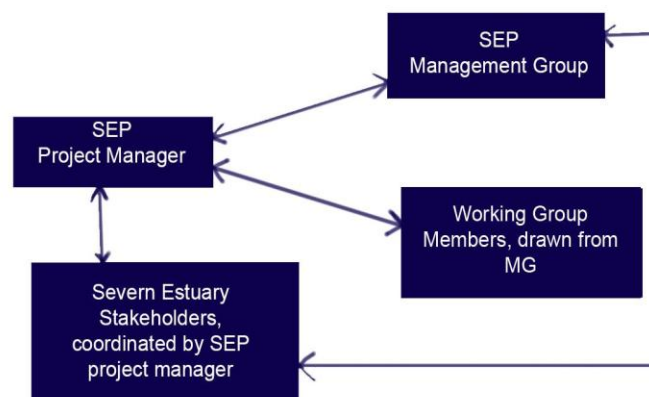 SEP
Management Group
SEP
Project Manager
Working Group
Members, drawn from
MG
Severn Estuary
Stakeholders,
coordinated by SEP
project manager